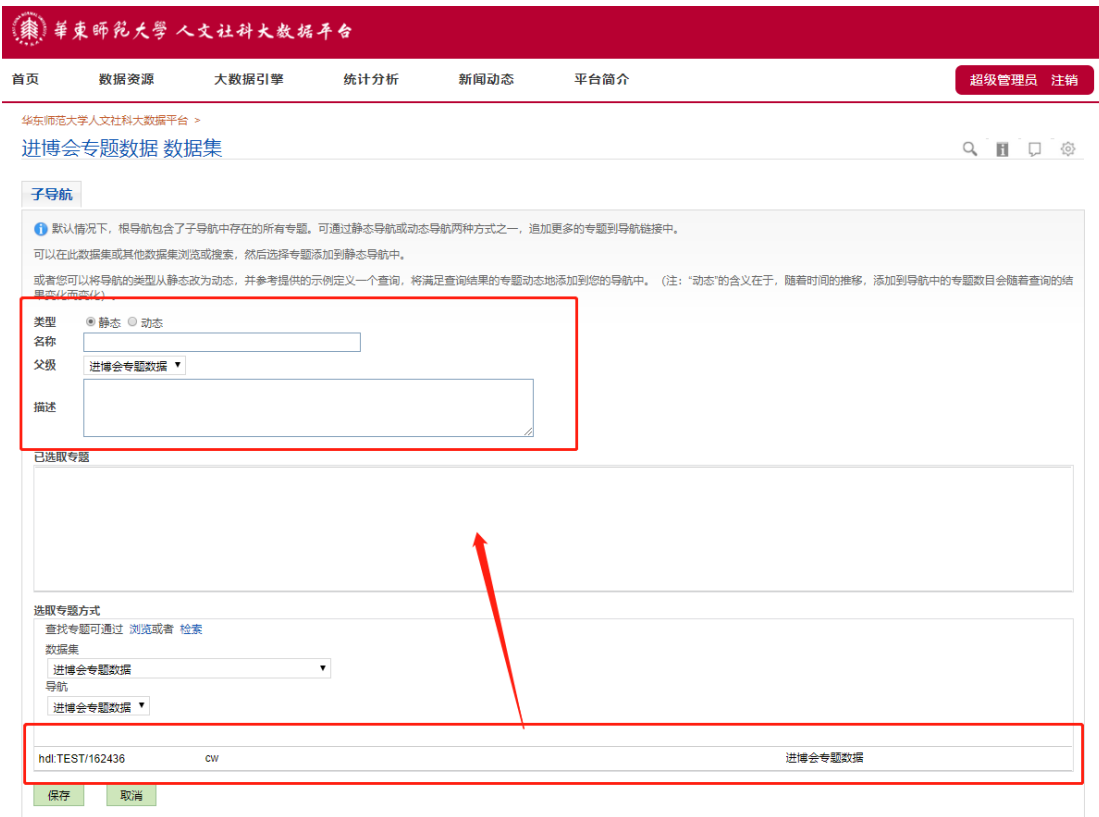 華東師范大學 人文社科大数据平台
首页 数据资源 大数据引擎 统计分析 新闻动态 平台简介 超级管理员 注销
华东师范大学人文社科大数据平台 >
进博会专题数据 数据集
子导航
默认情况下，根导航包含了子导航中存在的所有专题。可通过静态导航或动态导航两种方式之一，追加更多的专题到导航链接中。
可以在此数据集或其他数据集浏览或搜索，然后选择专题添加到静态导航中。
或者您可以将导航的类型从静态改为动态，并参考提供的示例定义一个查询，将满足查询结果的专题动态地添加到您的导航中。（注：“动态”的含义在于，随着时间的推移，添加到导航中的专题数目会随着查询的结
果变化而变化）.
类型 静态 动态
名称
父级 进博会专题数据
描述
已选取专题
选取专题方式
查找专题可通过 浏览或者 检索
数据集
进博会专题数据
导航
进博会专题数据
hdl:TEST/162436 cw 进博会专题数据
保存 取消